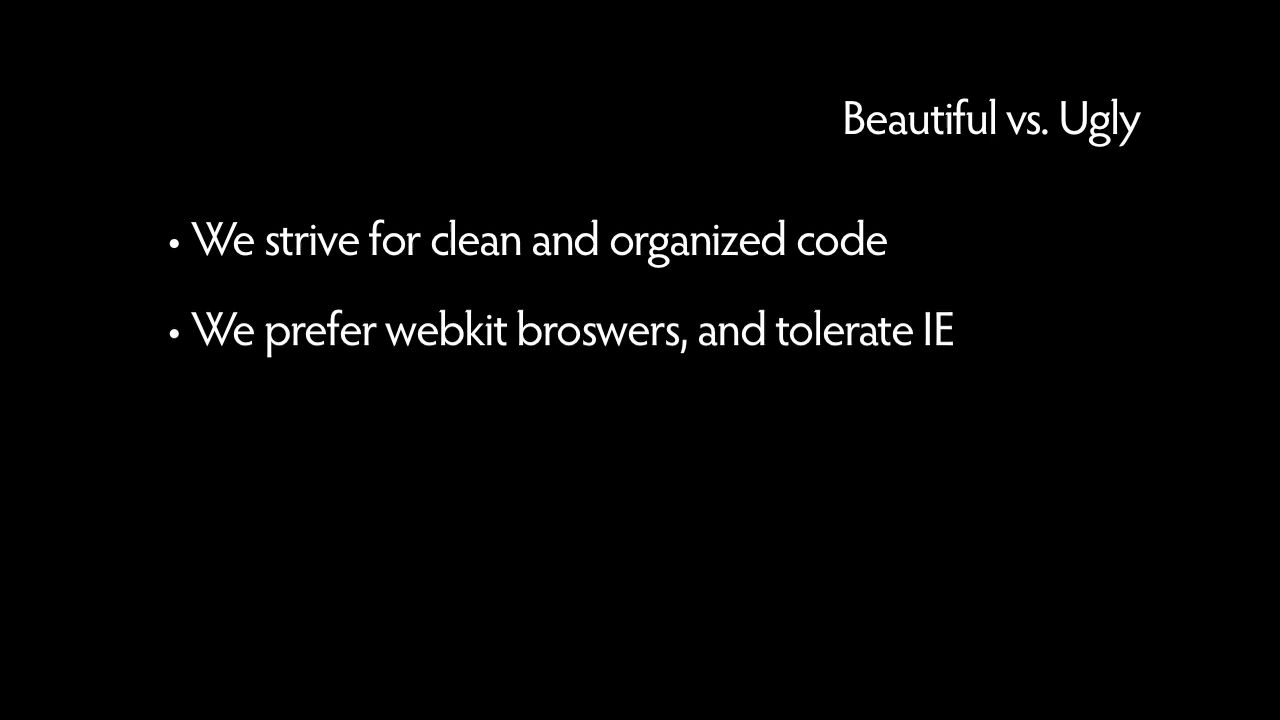 Beautiful vs. Ugly
• We strive for clean and organized code
• We prefer webkit broswers, and tolerate IE